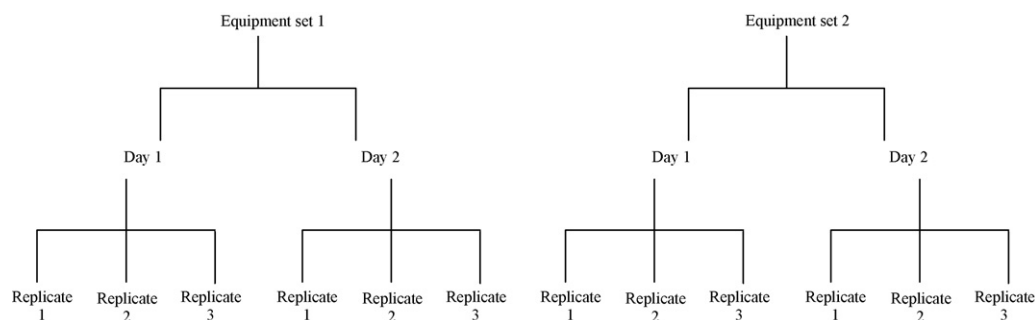 Equipment set 1 Equipment set 2
Day 1 Day 2 Day 1 Day 2
Replicate Replicate Replicate Replicate Replicate Replicate Replicate Replicate Replicate Replicate Replicate Replicate
1 2 3 1 2 3 1 2 3 1 2 3